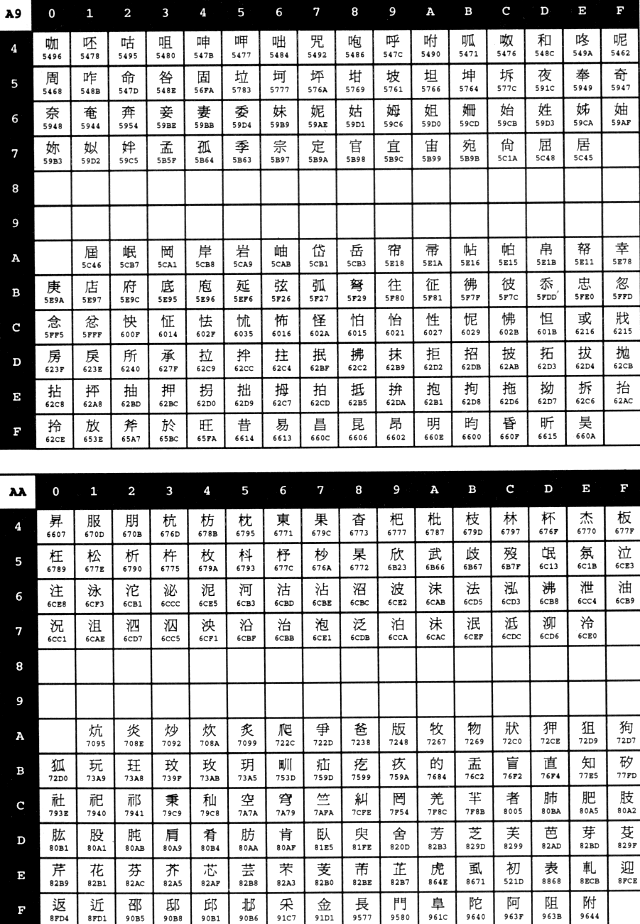 A9 0 1 2 3 4 5 6 7 8 9 A B C D E F
4 咖 呸 咕 咀 呻 呷 咄 咒 咆 呼 咐 呱 呶 和 咚 呢
5496 5478 5495 5480 547B 5477 5484 5492 5486 547C 5490 5471 5476 548C 549A 5462
5 周 咋 命 咎 固 垃 坷 坪 坩 坡 坦 坤 坼 夜 奉 奇
5468 548B 547D 548E 56FA 5783 5777 576A 5769 5761 5766 5764 577C 591C 5949 5947
6 奈 奄 奔 妾 妻 委 妹 妮 姑 姆 姐 姍 始 姓 姊 妯
5948 5944 5954 59BE 59BB 59D4 59B9 59AE 59D1 59C6 59D0 59CD 59CB 59D3 59CA 59AF
7 妳 姒 姅 孟 孤 季 宗 定 官 宜 宙 宛 尚 屈 居
59B3 59D2 59C5 5B5F 5B64 5B63 5B97 5B9A 5B98 5B9C 5B99 5B9B 5C1A 5C48 5C45
8
9
A 屆 岷 岡 岸 岩 岫 岱 岳 帘 帚 帖 帕 帛 帑 幸
5C46 5CB7 5CA1 5CB8 5CA9 5CAB 5CB1 5CB3 5E18 5E1A 5E16 5E15 5E1B 5E11 5E78
B 庚 店 府 底 庖 延 弦 弧 弩 往 征 彿 彼 忝 忠 忽
5E9A 5E97 5E9C 5E95 5E96 5EF6 5F26 5F27 5F29 5F80 5F81 5F7F 5F7C 5FDD 5FE0 5FFD
C 念 忿 怏 怔 怯 怵 怖 怪 怕 怡 性 怩 怫 怛 或 戕
5FF5 5FFF 600F 6014 602F 6035 6016 602A 6015 6021 6027 6029 602B 601B 6216 6215
D 房 戾 所 承 拉 拌 拄 抿 拂 抹 拒 招 披 拓 拔 拋
623F 623E 6240 627F 62C9 62CC 62C4 62BF 62C2 62B9 62D2 62DB 62AB 62D3 62D4 62CB
E 拈 抨 抽 押 拐 拙 拇 拍 抵 拚 抱 拘 拖 拗 拆 抬
62C8 62A8 62BD 62BC 62D0 62D9 62C7 62CD 62B5 62DA 62B1 62D8 62D6 62D7 62C6 62AC
F 拎 放 斧 於 旺 昔 易 昌 昆 昂 明 昀 昏 昕 昊
62CE 653E 65A7 65BC 65FA 6614 6613 660C 6606 6602 660E 6600 660F 6615 660A
AA 0 1 2 3 4 5 6 7 8 9 A B C D E F
4 昇 服 朋 杭 枋 枕 東 果 杳 杷 枇 枝 林 杯 杰 板
6607 670D 670B 676D 678B 6795 6771 679C 6773 6777 6787 679D 6797 676F 6770 677F
5 枉 松 析 杵 枚 枓 杼 杪 杲 欣 武 歧 歿 氓 氛 泣
6789 677E 6790 6775 679A 6793 677C 676A 6772 6B23 6B66 6B67 6B7F 6C13 6C1B 6CE3
6 注 泳 沱 泌 泥 河 沽 沾 沼 波 沫 法 泓 沸 泄 油
6CE8 6CF3 6CB1 6CCC 6CE5 6CB3 6CBD 6CBE 6CBC 6CE2 6CAB 6CD5 6CD3 6CB8 6CC4 6CB9
7 況 沮 泗 泅 泱 沿 治 泡 泛 泊 沬 泯 泜 泖 泠
6CC1 6CAE 6CD7 6CC5 6CF1 6CBF 6CBB 6CE1 6CDB 6CCA 6CAC 6CEF 6CDC 6CD6 6CE0
8
9
A 炕 炎 炒 炊 炙 爬 爭 爸 版 牧 物 狀 狎 狙 狗
7095 708E 7092 708A 7099 722C 722D 7238 7248 7267 7269 72C0 72CE 72D9 72D7
B 狐 玩 玨 玟 玫 玥 甽 疝 疙 疚 的 盂 盲 直 知 矽
72D0 73A9 73A8 739F 73AB 73A5 753D 759D 7599 759A 7684 76C2 76F2 76F4 77E5 77FD
C 社 祀 祁 秉 秈 空 穹 竺 糾 罔 羌 羋 者 肺 肥 肢
793E 7940 7941 79C9 79C8 7A7A 7A79 7AFA 7CFE 7F54 7F8C 7F8B 8005 80BA 80A5 80A2
D 肱 股 肫 肩 肴 肪 肯 臥 臾 舍 芳 芝 芙 芭 芽 芟
80B1 80A1 80AB 80A9 80B4 80AA 80AF 81E5 81FE 820D 82B3 829D 8299 82AD 82BD 829F
E 芹 花 芬 芥 芯 芸 芣 芰 芾 芷 虎 虱 初 表 軋 迎
82B9 82B1 82AC 82A5 82AF 82B8 82A3 82B0 82BE 82B7 864E 8671 521D 8868 8ECB 8FCE
F 返 近 邵 邸 邱 邶 采 金 長 門 阜 陀 阿 阻 附
8FD4 8FD1 90B5 90B8 90B1 90B6 91C7 91D1 9577 9580 961C 9640 963F 963B 9644